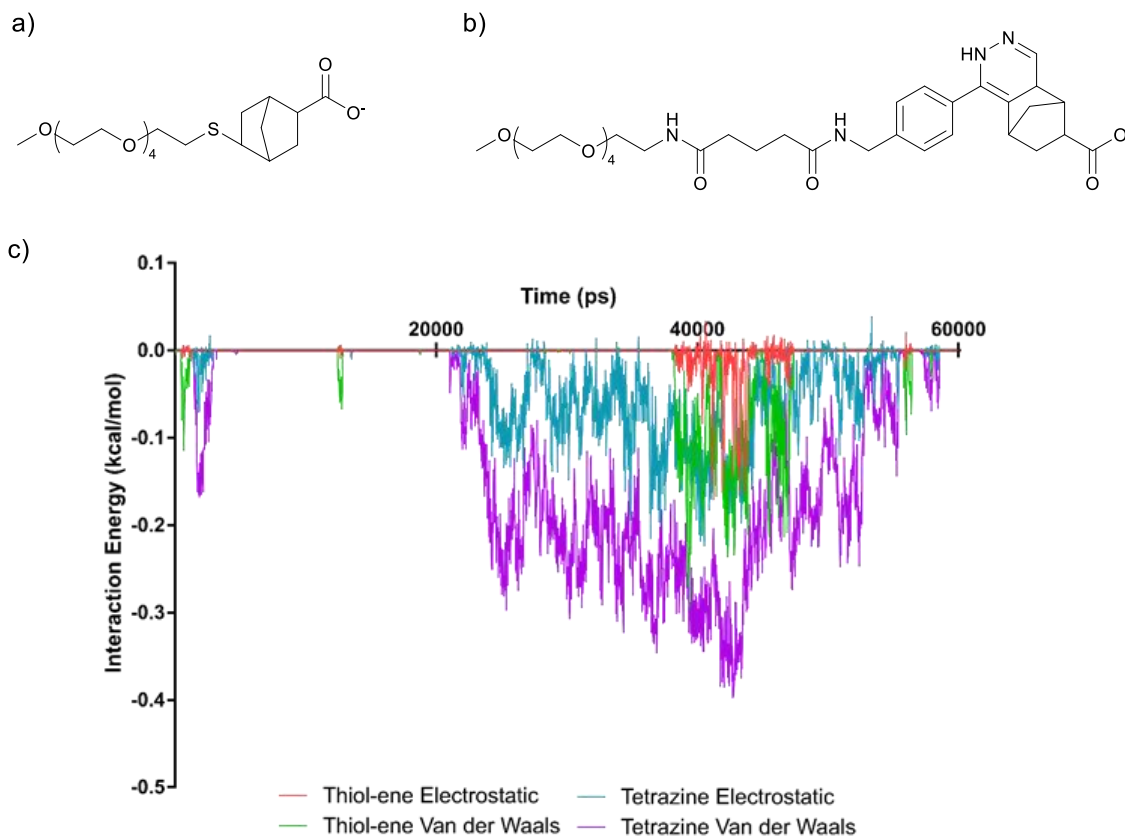 a)
b)
O
O
O-
O
S
4
HN
N
O
O
4
H
N
O
O
H
N
O
O
c)
0.1
Time (ps)
20000
40000
60000
0.0
-0.1
-0.2
-0.3
-0.4
-0.5
Interaction Energy (kcal/mol)
Thiol-ene Electrostatic
Tetrazine Electrostatic
Thiol-ene Van der Waals
Tetrazine Van der Waals